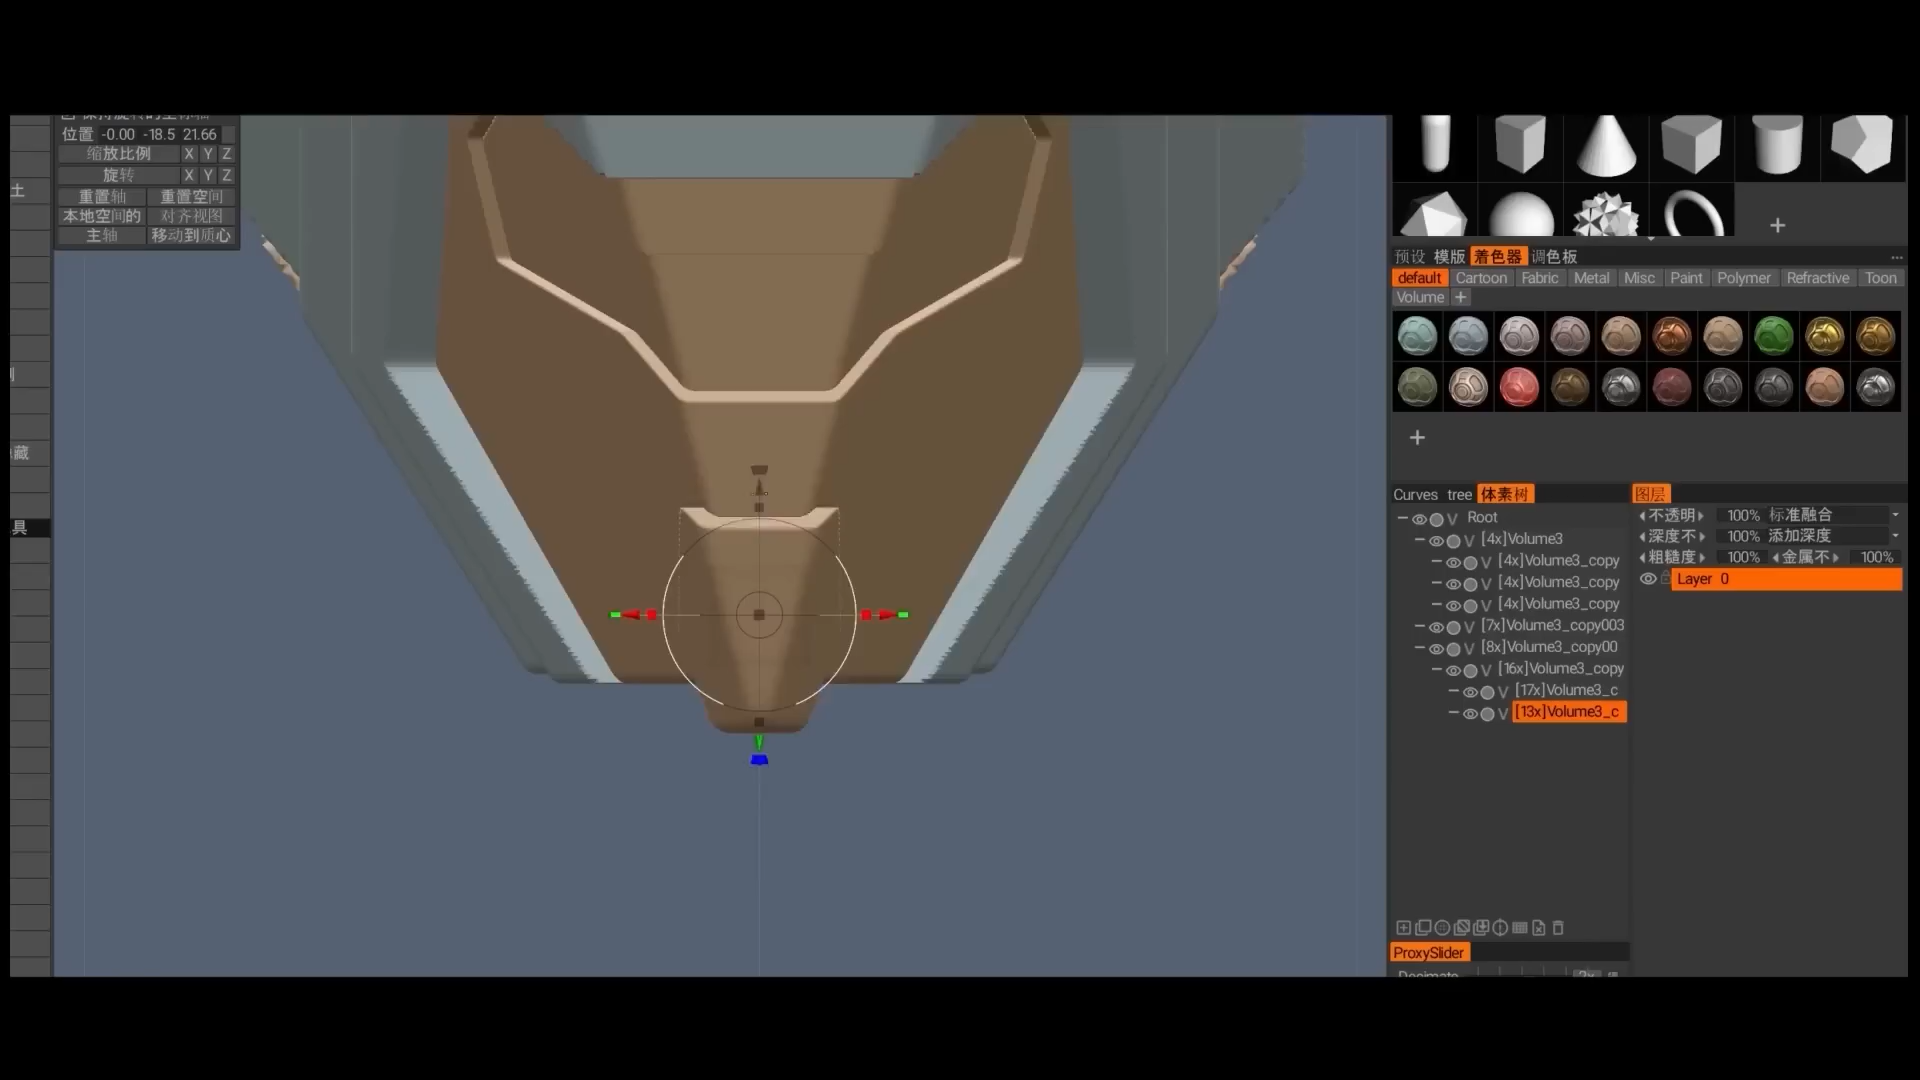 位置 -0.00 -18.5 21.66
缩放比例 X Y Z
旋转 X Y Z
重置轴 重置空间
本地空间的 对齐视图
主轴 移动到质心
土
藏
具
预设 模版 着色器 调色板 ...
default Cartoon Fabric Metal Misc Paint Polymer Refractive Toon
Volume +
Curves tree 体素树
Root
[4x]Volume3
[4x]Volume3_copy
[4x]Volume3_copy
[4x]Volume3_copy
[7x]Volume3_copy003
[8x]Volume3_copy00
[16x]Volume3_copy
[17x]Volume3_c
[13x]Volume3_c
图层
不透明 100% 标准融合
深度不 100% 添加深度
粗糙度 100% 金属不 100%
Layer 0
ProxySlider
Decimate 2x